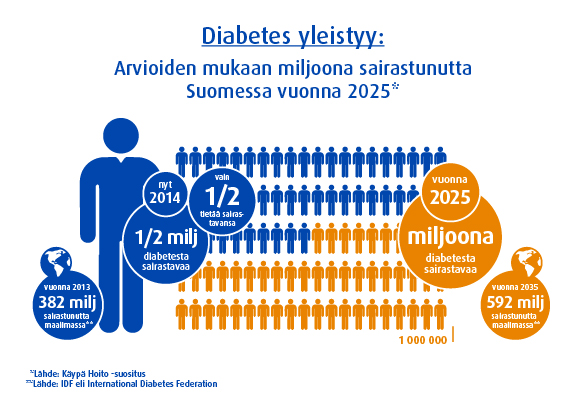 Diabetes yleistyy:
Arvioiden mukaan miljoona sairastunutta
Suomessa vuonna 2025*
nyt
2014
1/2 milj
diabetesta
sairastavaa
vain
1/2
tietää sairas-
tavansa
vuonna
2025
miljoona
diabetesta
sairastavaa
vuonna 2013
382 milj
sairastunutta
maailmassa**
vuonna 2035
592 milj
sairastunutta
maailmassa**
1 000 000
*Lähde: Käypä Hoito -suositus
**Lähde: IDF eli International Diabetes Federation